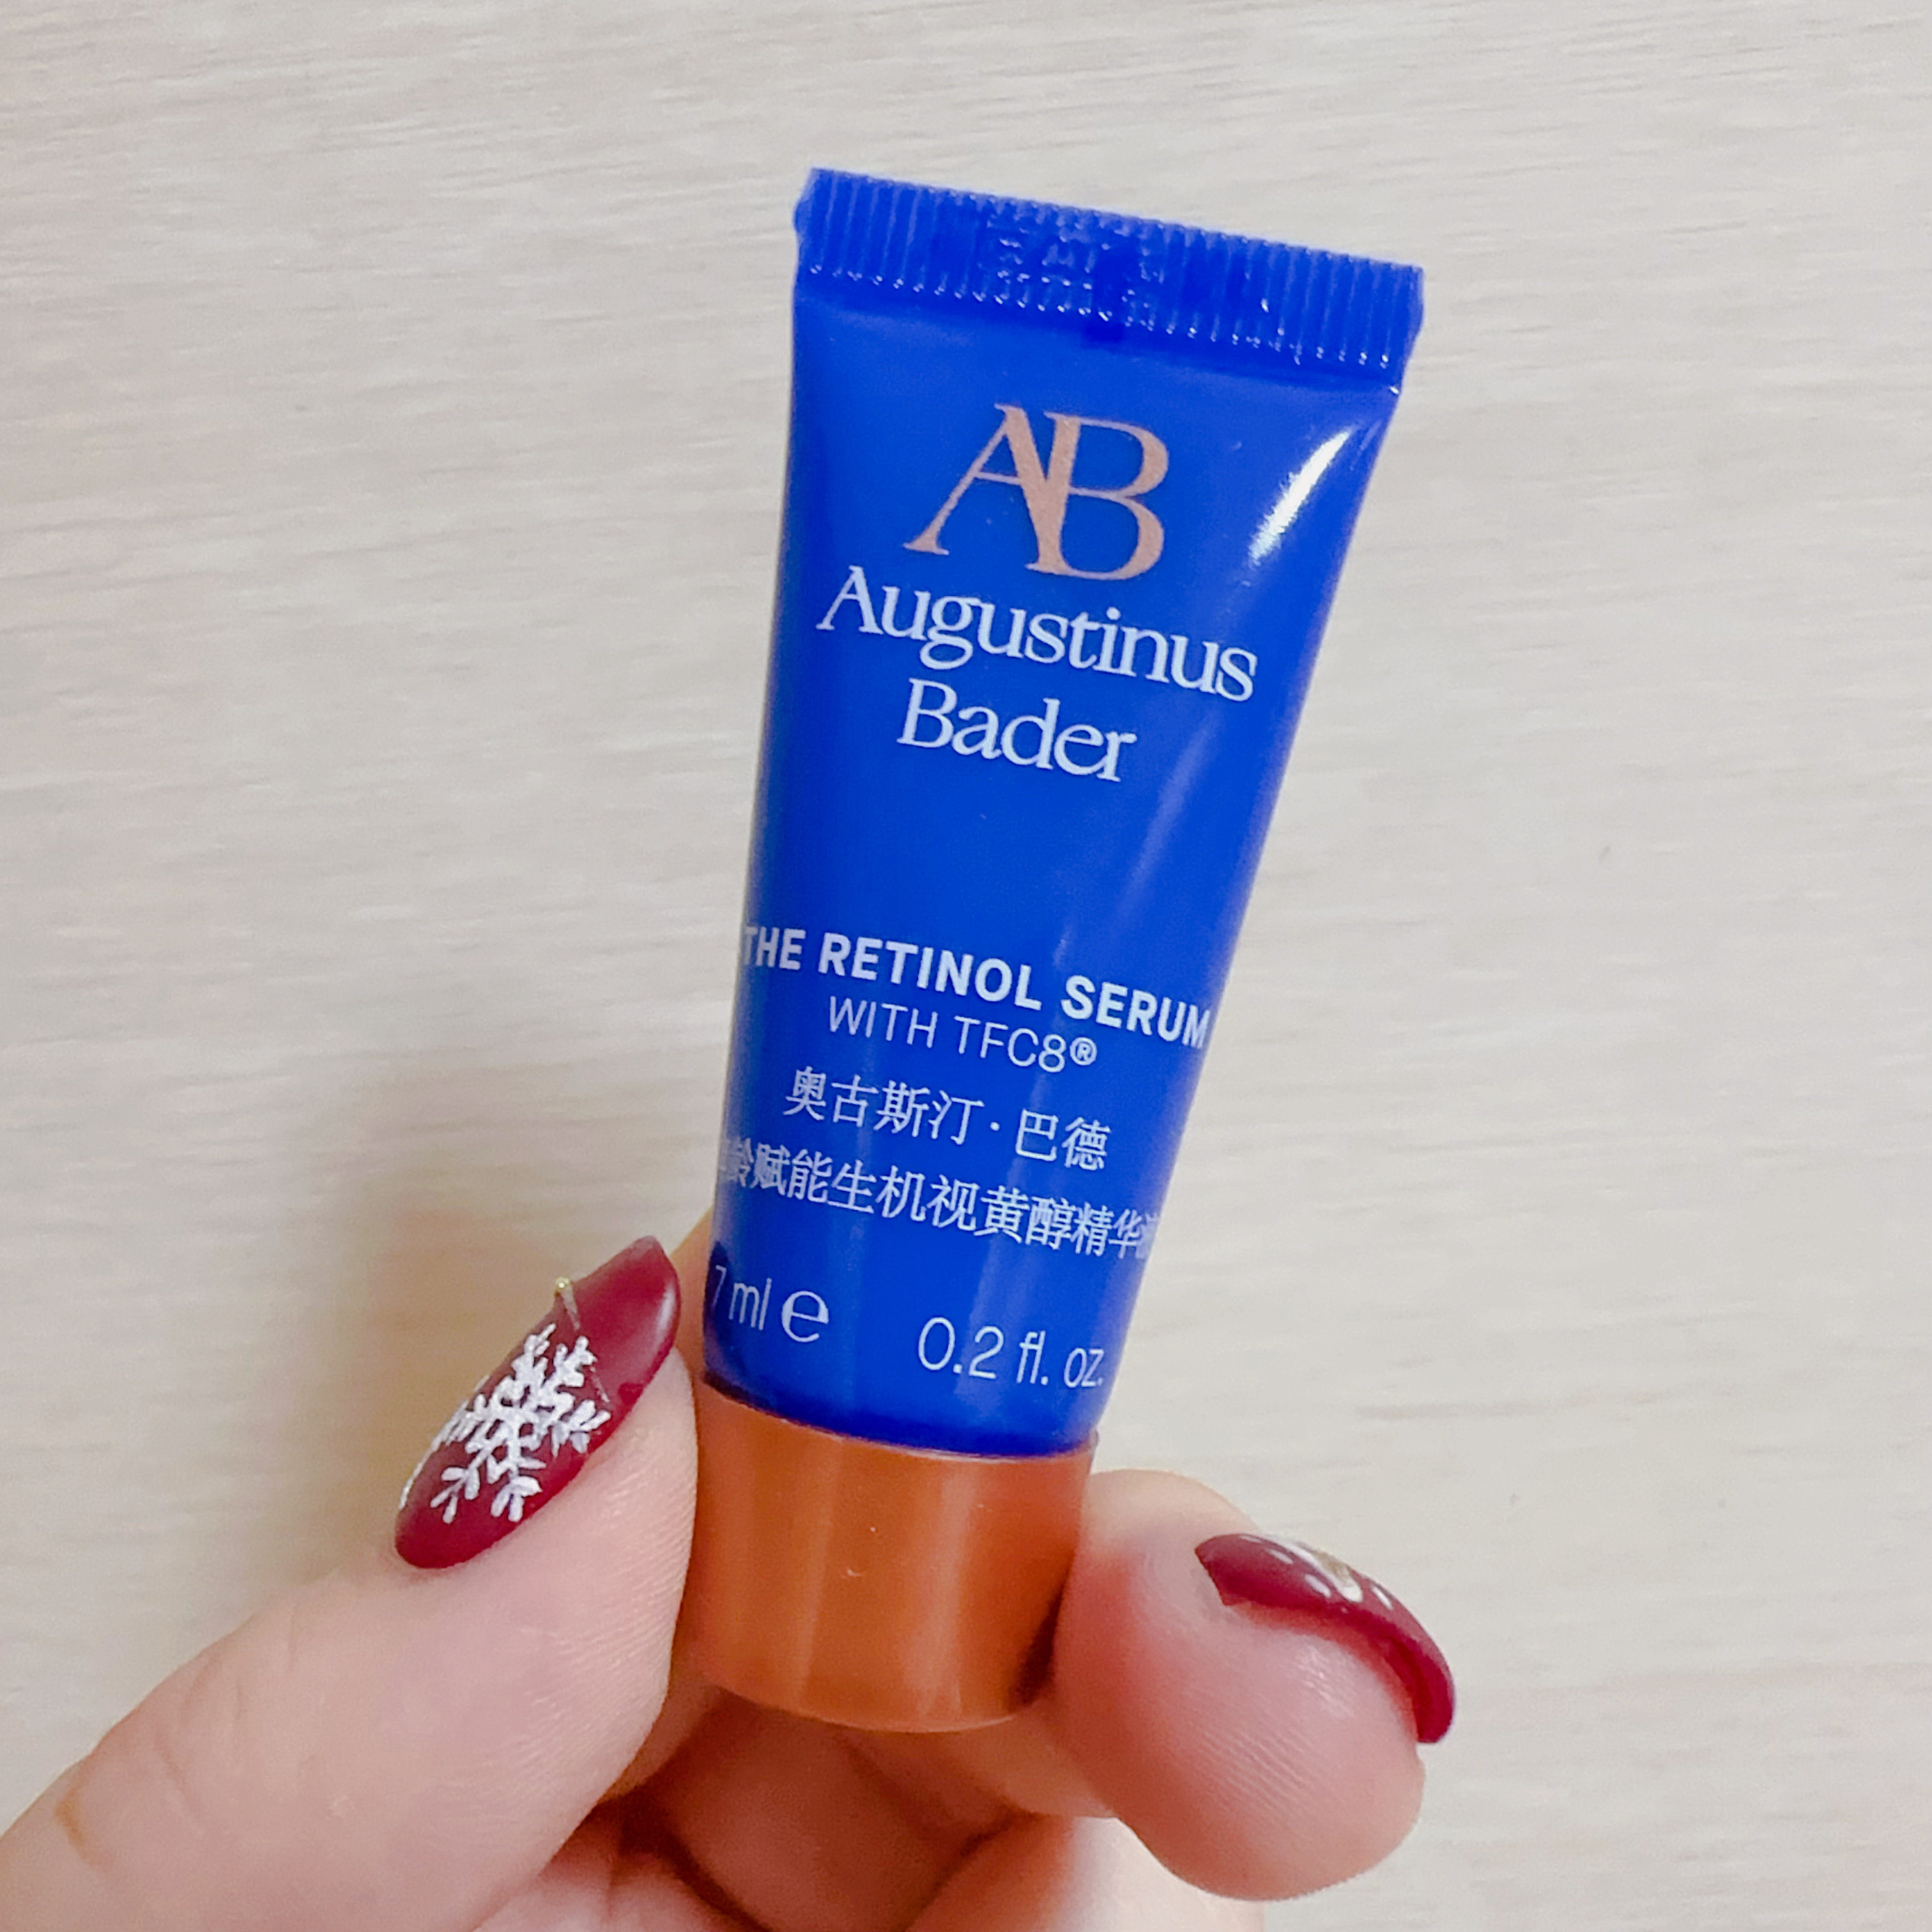 AB
Augustinus
Bader
THE RETINOL SERUM
WITH TFC8®
奥古斯汀·巴德
龄赋能生机视黄醇精华
7 ml e 0.2 fl. oz.